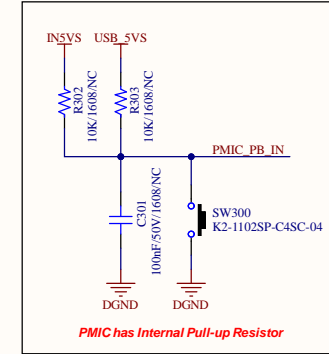 IN5VS USB_5VS
R302
10K/1608/NC
R303
10K/1608/NC
PMIC_PB_IN
C301
100nF/50V/1608/NC
SW300
K2-1102SP-C4SC-04
DGND DGND
PMIC has Internal Pull-up Resistor